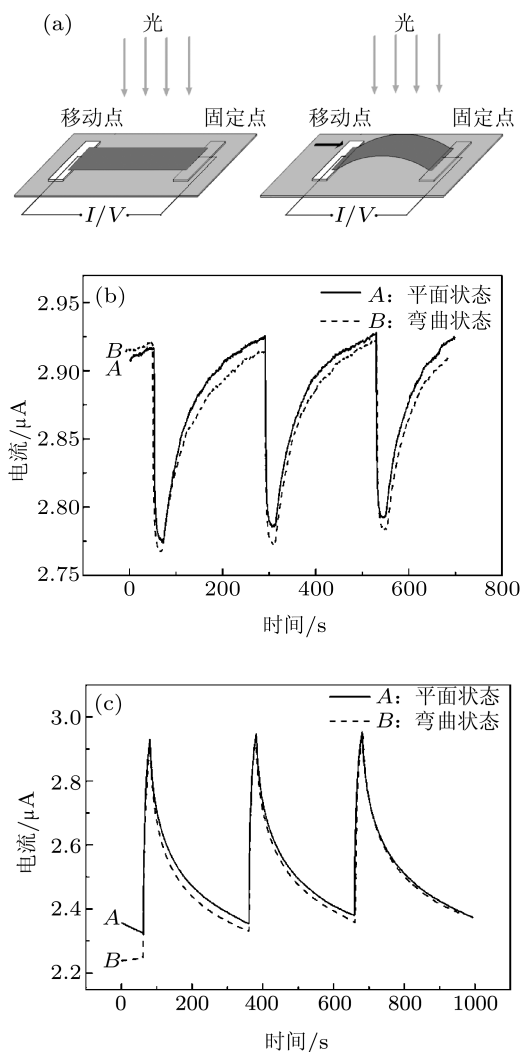 (a)
光
光
移动点
固定点
移动点
固定点
I/V
I/V
(b)
A：平面状态
B：弯曲状态
2.95
2.90
2.85
2.80
2.75
B
A
电流/μA
0 200 400 600 800
时间/s
(c)
A：平面状态
B：弯曲状态
3.0
2.8
2.6
2.4
2.2
A
B
电流/μA
0 200 400 600 800 1000
时间/s